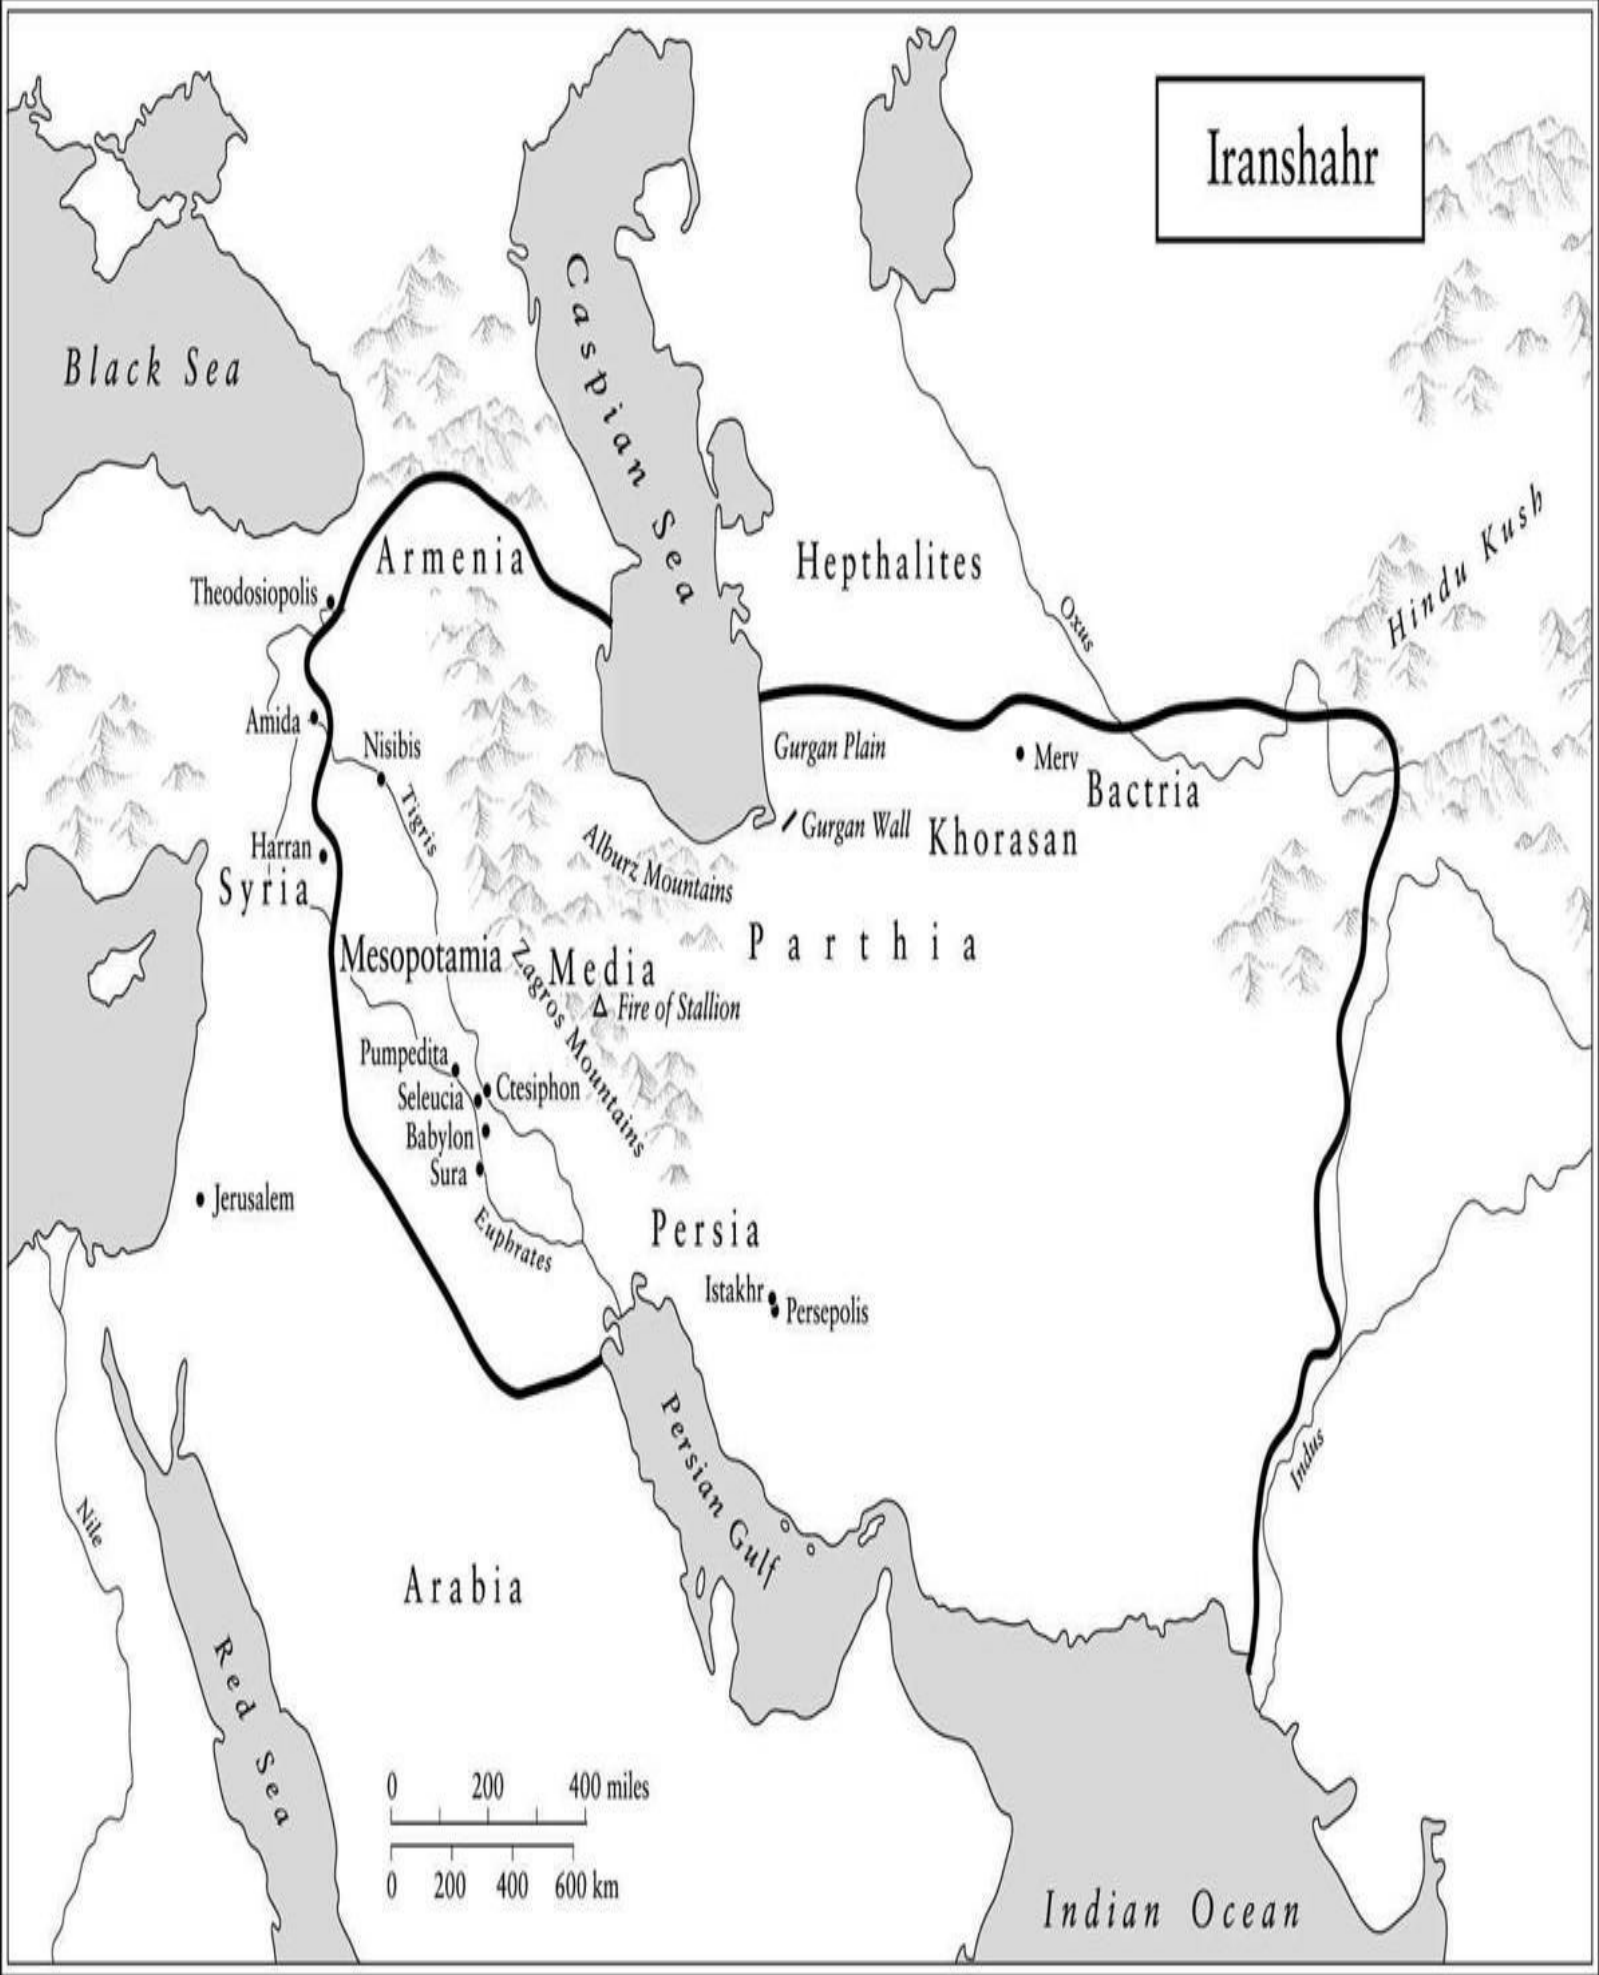 Iranshahr
Caspian Sea
Black Sea
Hindu Kush
Armenia
Hepthalites
Theodosiopolis
Oxus
Amida
Nisibis
Gurgan Plain
Merv
Bactria
Tigris
Gurgan Wall
Khorasan
Harran
Alburz Mountains
Syria
Parthia
Mesopotamia
Zagros Mountains
Media
Fire of Stallion
Pumpedita
Ctesiphon
Seleucia
Babylon
Sura
Jerusalem
Euphrates
Persia
Istakhr
Persepolis
Persian Gulf
Indus
Nile
Arabia
Red Sea
0 200 400 miles
0 200 400 600 km
Indian Ocean